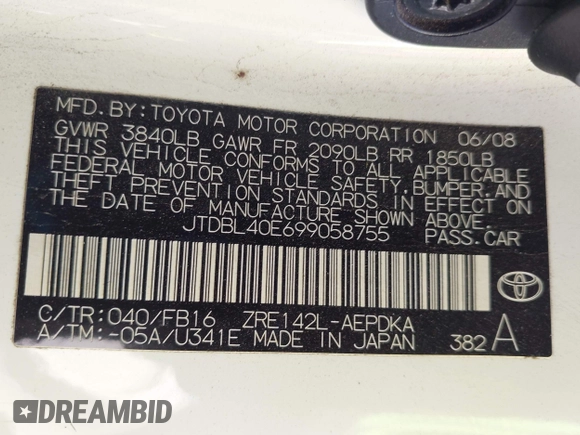 MFD. BY: TOYOTA MOTOR CORPORATION 06/08
GVWR 3840LB GAWR FR 2090LB RR 1850LB
THIS VEHICLE CONFORMS TO ALL APPLICABLE
FEDERAL MOTOR VEHICLE SAFETY, BUMPER, AND
THEFT PREVENTION STANDARDS IN EFFECT ON
THE DATE OF MANUFACTURE SHOWN ABOVE.
JTDBL40E699058755 PASS. CAR
C/TR: 040/FB16 ZRE142L-AEPDKA
A/TM: -05A/U341E MADE IN JAPAN 382 A
DREAMBID